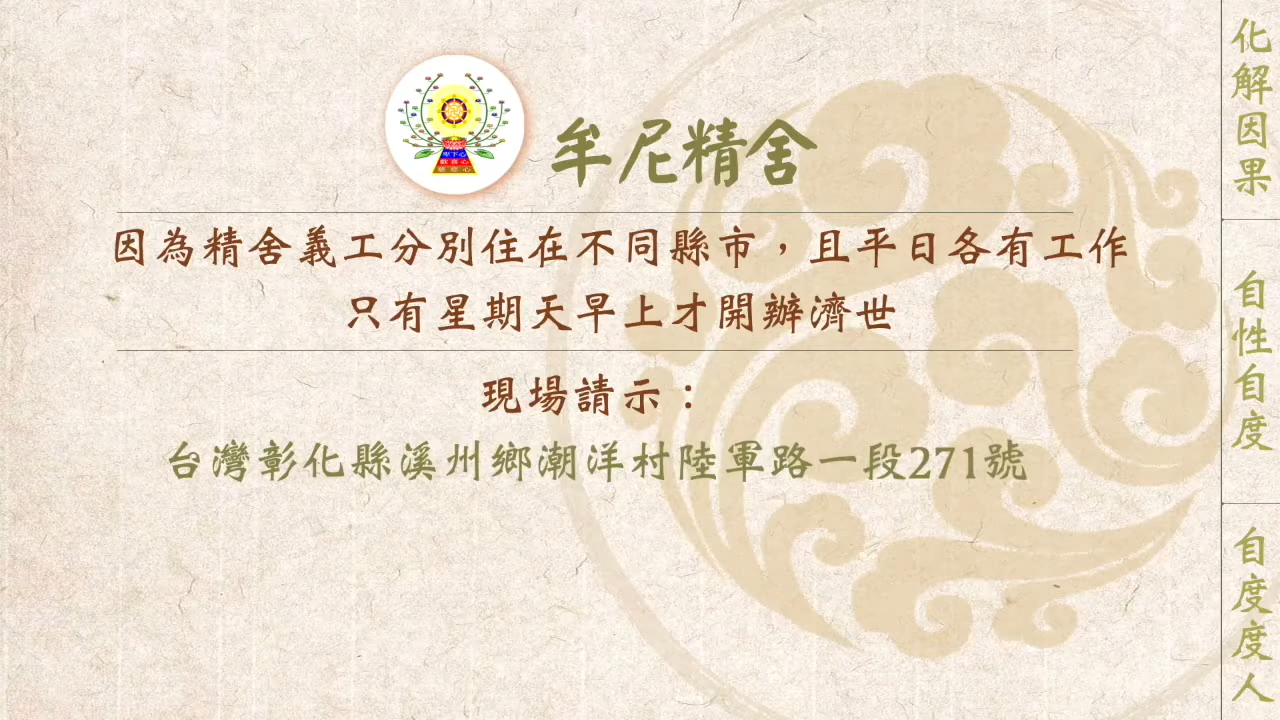 牟尼精舍
因為精舍義工分別住在不同縣市，且平日各有工作
只有星期天早上才開辦濟世
現場請示：
台灣彰化縣溪州鄉潮洋村陸軍路一段271號
化解因果
自性自度
自度度人